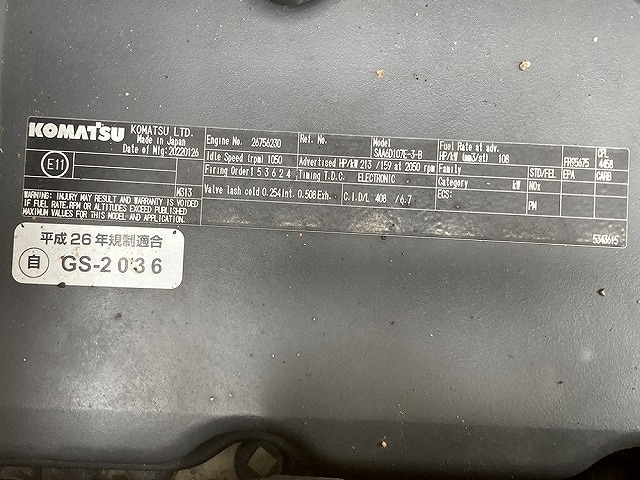 KOMATSU KOMATSU LTD.
Made in Japan
Date of Mfg: 20220126
E11
M313
WARNING: INJURY MAY RESULT AND WARRANTY IS VOIDED
IF FUEL RATE, RPM OR ALTITUDES EXCEED PUBLISHED
MAXIMUM VALUES FOR THIS MODEL AND APPLICATION.
Engine No. 26756230
Idle Speed (rpm) 1050
Firing Order 1 5 3 6 2 4
Valve lash cold 0.254 Int. 0.508 Exh.
Ref. No.
Model
SAA6D107E-3-B
Advertised HP/kW 213 /159 at 2050 rpm
Timing T.D.C. ELECTRONIC
C.I.D/L 408 /6.7
Fuel Rate at adv.
HP/kW (mm3/st) 108
Family
Category - kW
ECS:
STD/FEL
NOx
PM
FR95675
EPA
CPL
4458
CARB
5343615
平成26年規制適合
自 GS-2036